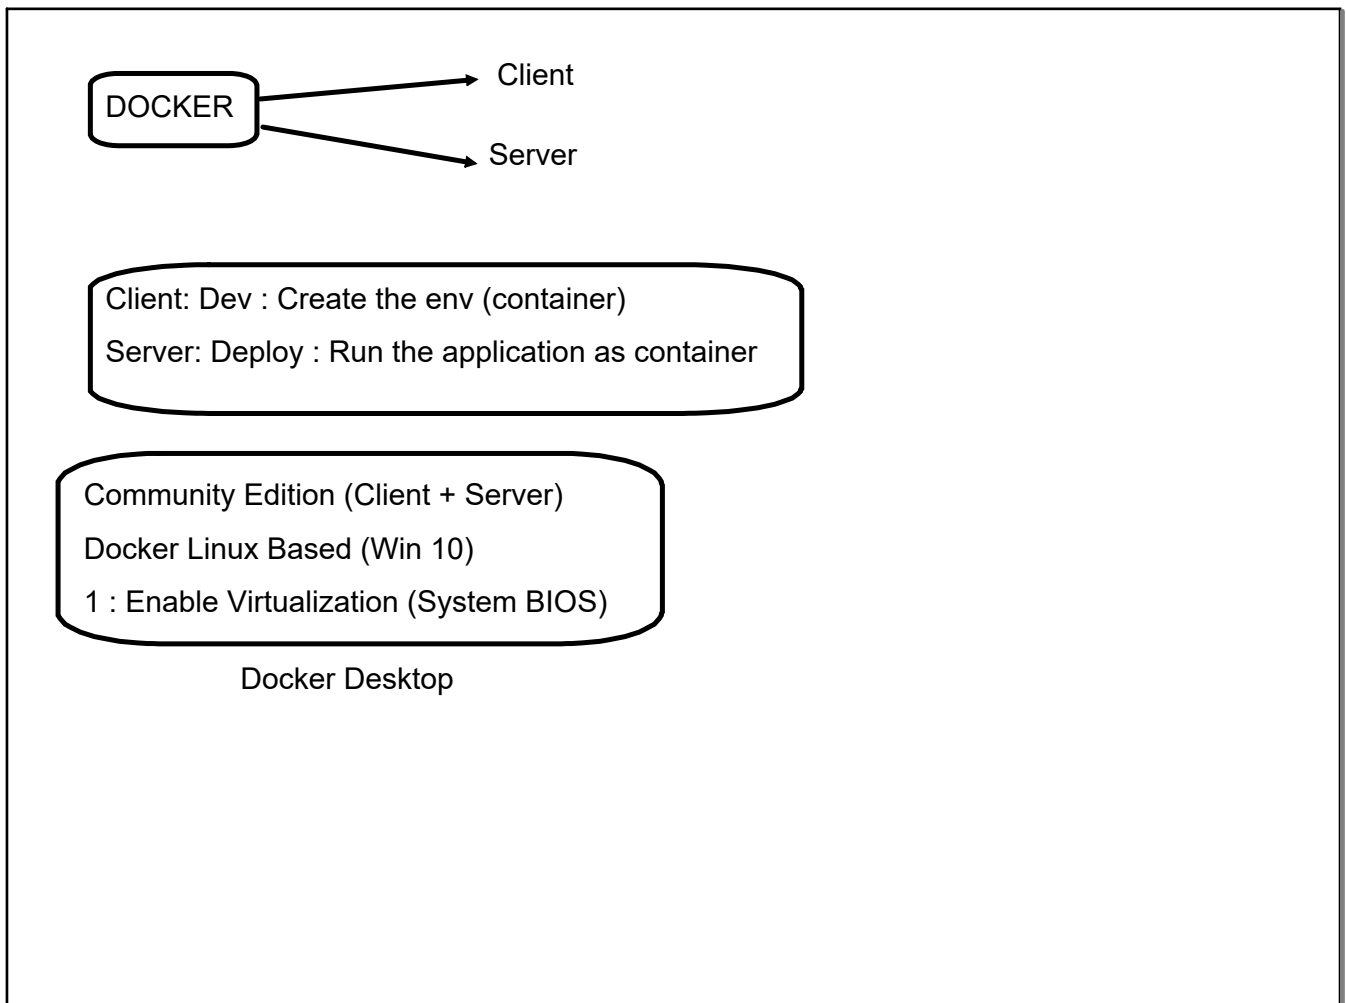 DOCKER
Client
Server
Client: Dev : Create the env (container)
Server: Deploy : Run the application as container
Community Edition (Client + Server)
Docker Linux Based (Win 10)
1 : Enable Virtualization (System BIOS)
Docker Desktop